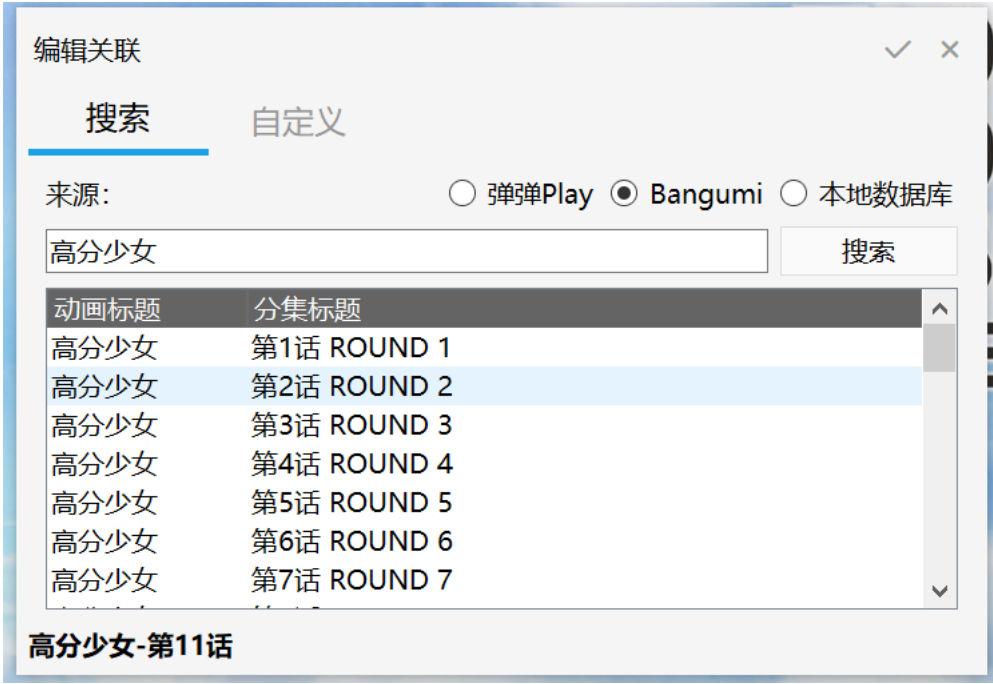 编辑关联
搜索 自定义
来源: 弹弹Play Bangumi 本地数据库
高分少女 搜索
动画标题 分集标题
高分少女 第1话 ROUND 1
高分少女 第2话 ROUND 2
高分少女 第3话 ROUND 3
高分少女 第4话 ROUND 4
高分少女 第5话 ROUND 5
高分少女 第6话 ROUND 6
高分少女 第7话 ROUND 7
高分少女-第11话